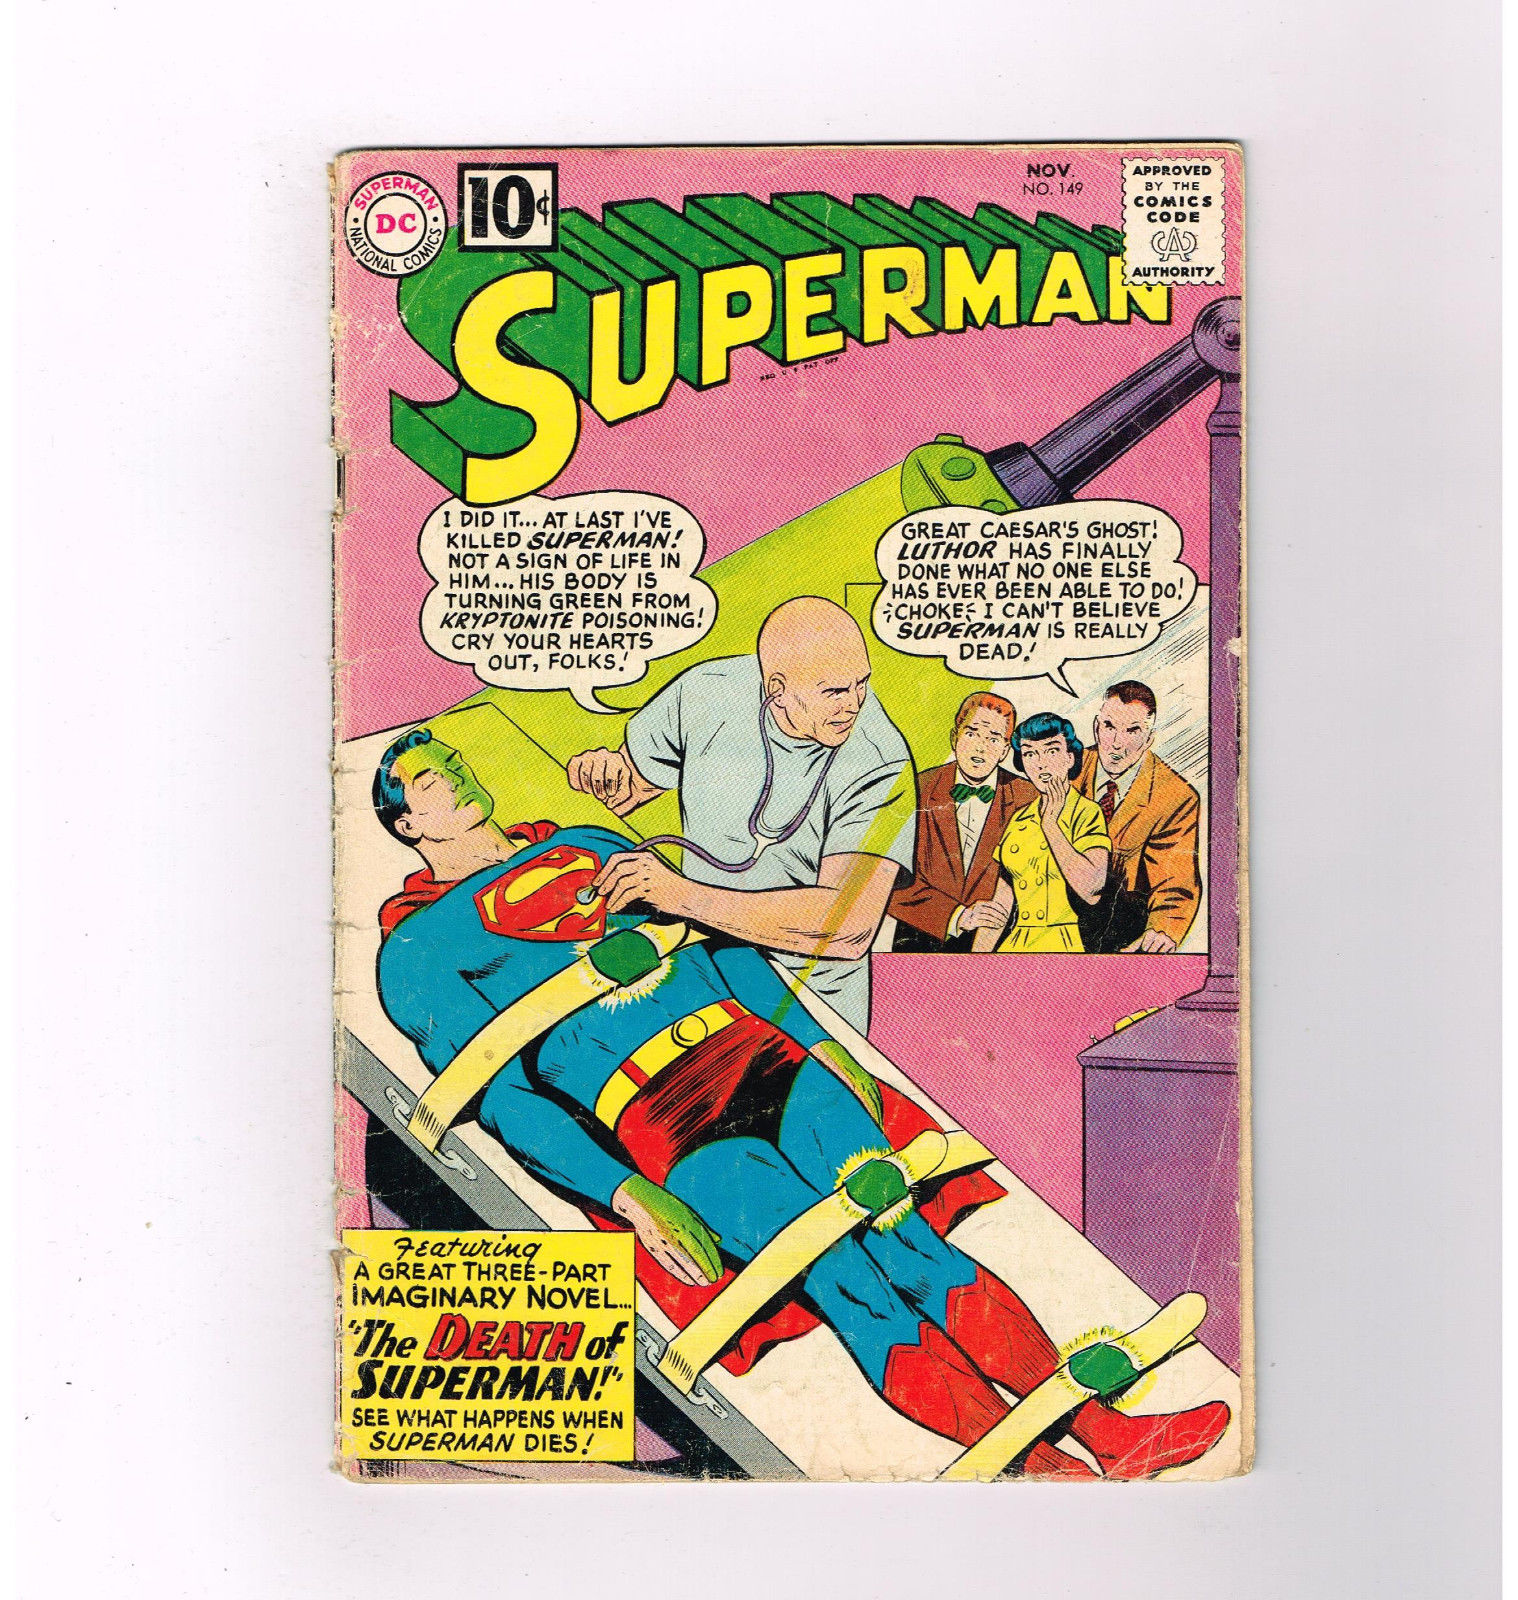 SUPERMAN
DC
NATIONAL COMICS
10¢
NOV.
NO. 149
APPROVED
BY THE
COMICS
CODE
CA
AUTHORITY
SUPERMAN
REG. U. S. PAT. OFF.
I DID IT... AT LAST I'VE
KILLED SUPERMAN!
NOT A SIGN OF LIFE IN
HIM... HIS BODY IS
TURNING GREEN FROM
KRYPTONITE POISONING!
CRY YOUR HEARTS
OUT, FOLKS!
GREAT CAESAR'S GHOST!
LUTHOR HAS FINALLY
DONE WHAT NO ONE ELSE
HAS EVER BEEN ABLE TO DO!
CHOKE I CAN'T BELIEVE
SUPERMAN IS REALLY
DEAD!
S
Featuring
A GREAT THREE-PART
IMAGINARY NOVEL...
"The DEATH of
SUPERMAN!"
SEE WHAT HAPPENS WHEN
SUPERMAN DIES!